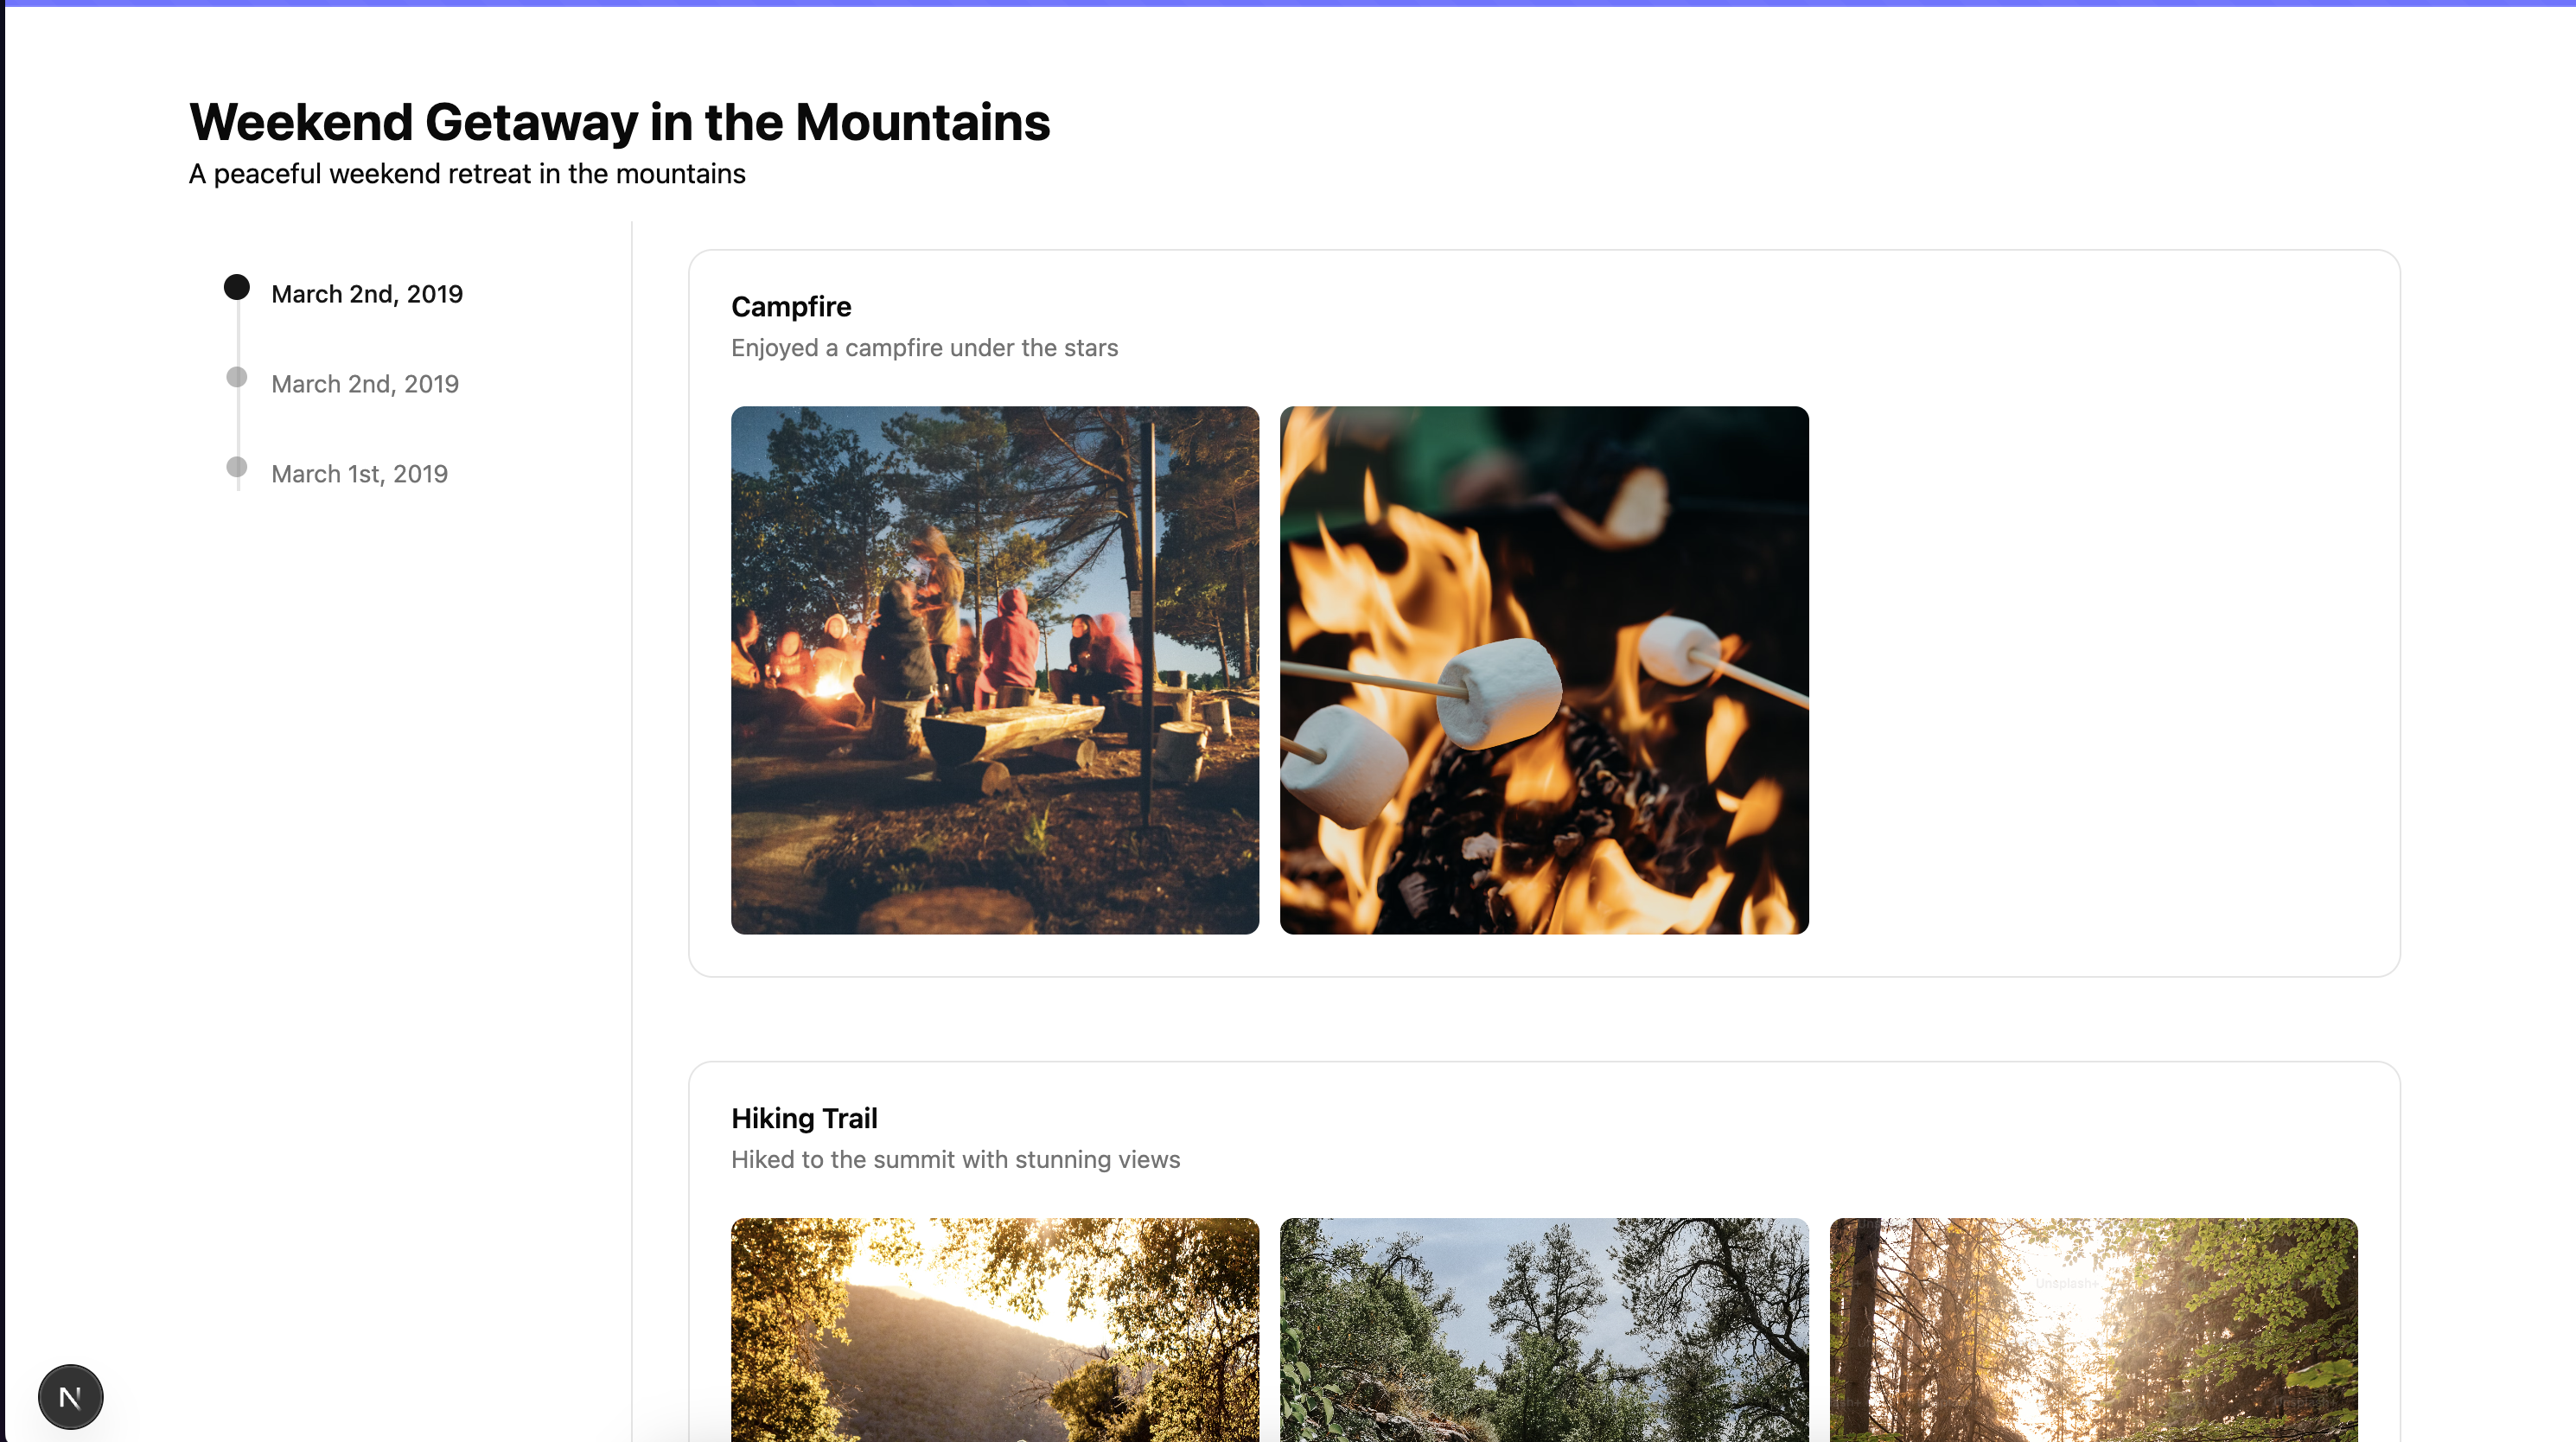 Weekend Getaway in the Mountains
A peaceful weekend retreat in the mountains
March 2nd, 2019
March 2nd, 2019
March 1st, 2019
Campfire
Enjoyed a campfire under the stars
Hiking Trail
Hiked to the summit with stunning views
Unsplash+
N